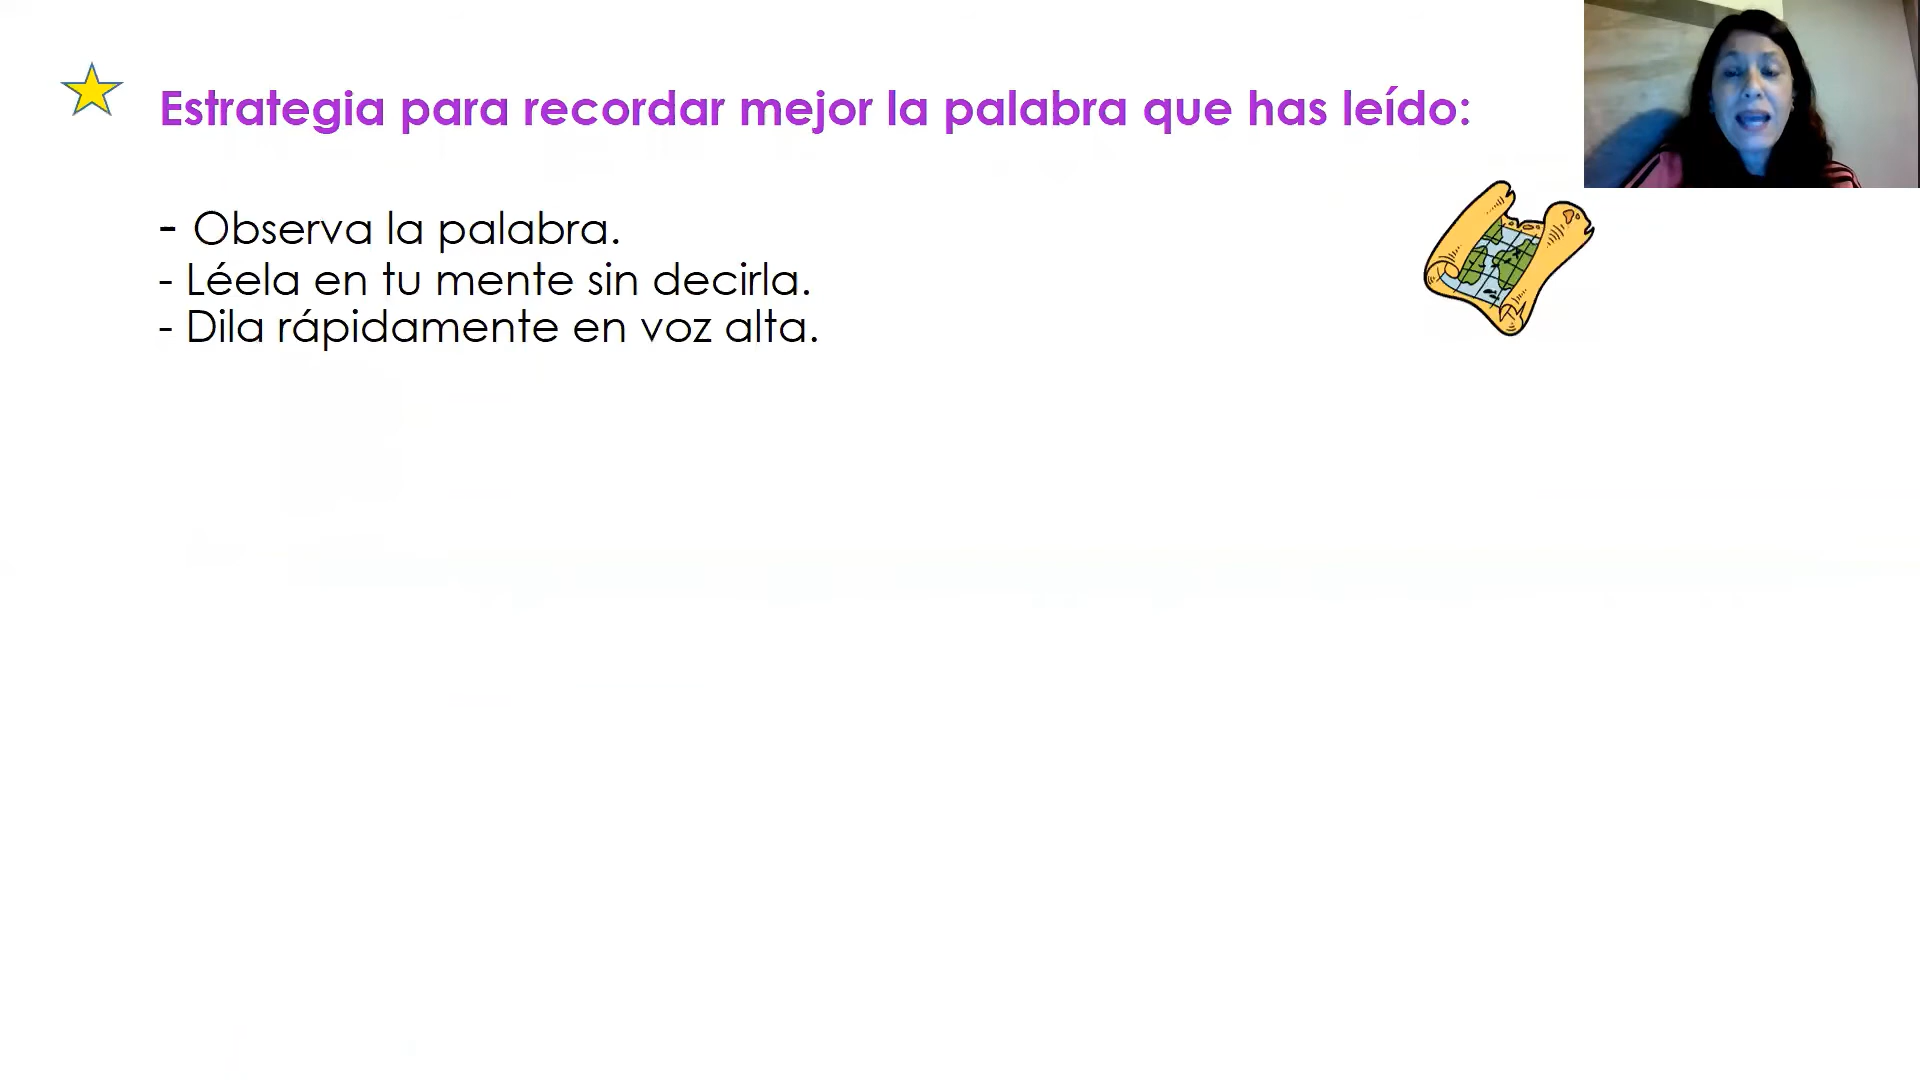 Estrategia para recordar mejor la palabra que has leído:
- Observa la palabra.
- Léela en tu mente sin decirla.
- Dila rápidamente en voz alta.